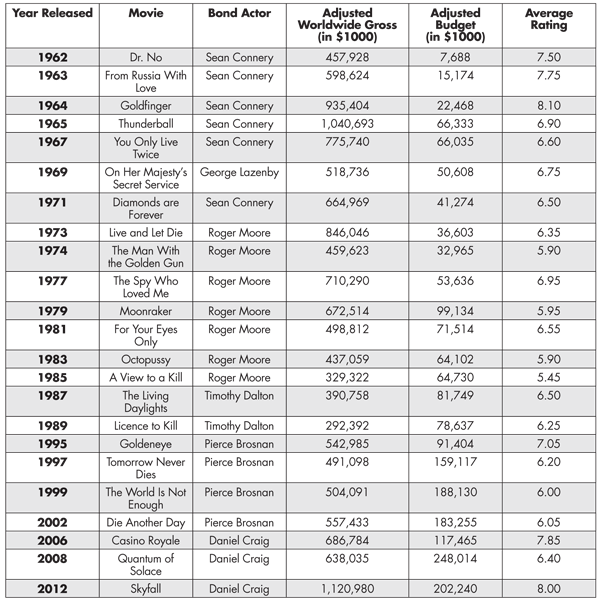 Year Released Movie Bond Actor Adjusted Worldwide Gross (in $1000) Adjusted Budget (in $1000) Average Rating
1962 Dr. No Sean Connery 457,928 7,688 7.50
1963 From Russia With Love Sean Connery 598,624 15,174 7.75
1964 Goldfinger Sean Connery 935,404 22,468 8.10
1965 Thunderball Sean Connery 1,040,693 66,333 6.90
1967 You Only Live Twice Sean Connery 775,740 66,035 6.60
1969 On Her Majesty's Secret Service George Lazenby 518,736 50,608 6.75
1971 Diamonds are Forever Sean Connery 664,969 41,274 6.50
1973 Live and Let Die Roger Moore 846,046 36,603 6.35
1974 The Man With the Golden Gun Roger Moore 459,623 32,965 5.90
1977 The Spy Who Loved Me Roger Moore 710,290 53,636 6.95
1979 Moonraker Roger Moore 672,514 99,134 5.95
1981 For Your Eyes Only Roger Moore 498,812 71,514 6.55
1983 Octopussy Roger Moore 437,059 64,102 5.90
1985 A View to a Kill Roger Moore 329,322 64,730 5.45
1987 The Living Daylights Timothy Dalton 390,758 81,749 6.50
1989 Licence to Kill Timothy Dalton 292,392 78,637 6.25
1995 Goldeneye Pierce Brosnan 542,985 91,404 7.05
1997 Tomorrow Never Dies Pierce Brosnan 491,098 159,117 6.20
1999 The World Is Not Enough Pierce Brosnan 504,091 188,130 6.00
2002 Die Another Day Pierce Brosnan 557,433 183,255 6.05
2006 Casino Royale Daniel Craig 686,784 117,465 7.85
2008 Quantum of Solace Daniel Craig 638,035 248,014 6.40
2012 Skyfall Daniel Craig 1,120,980 202,240 8.00